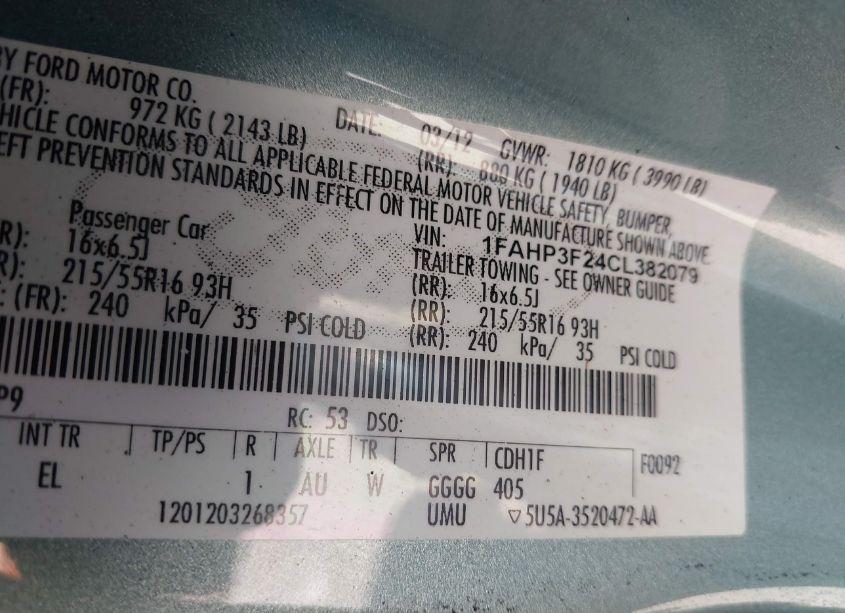 BY FORD MOTOR CO. DATE: 03/12 GVWR: 1810 KG ( 3990 LB)
(FR): 972 KG ( 2143 LB) (RR): 880 KG ( 1940 LB)
EHICLE CONFORMS TO ALL APPLICABLE FEDERAL MOTOR VEHICLE SAFETY, BUMPER,
EFT PREVENTION STANDARDS IN EFFECT ON THE DATE OF MANUFACTURE SHOWN ABOVE.
VIN: 1FAHP3F24CL382079
Passenger Car TRAILER TOWING - SEE OWNER GUIDE
R): 16x6.5J (RR): 16x6.5J
R): 215/55R16 93H (RR): 215/55R16 93H
(FR): 240 kPa/ 35 PSI COLD (RR): 240 kPa/ 35 PSI COLD
P9 RC: 53 DSO:
INT TR TP/PS R AXLE TR SPR CDH1F F0092
EL 1 AU W GGGG 405
1201203268357 UMU ▽5U5A-3520472-AA